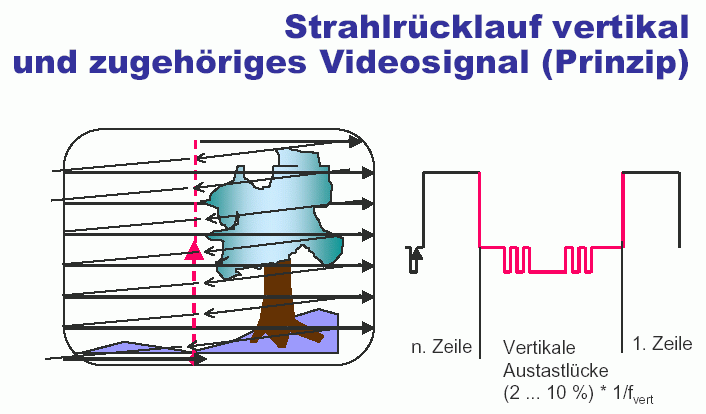 Strahlrücklauf vertikal
und zugehöriges Videosignal (Prinzip)
n. Zeile
Vertikale
Austastlücke
(2 ... 10 %) * 1/fvert
1. Zeile